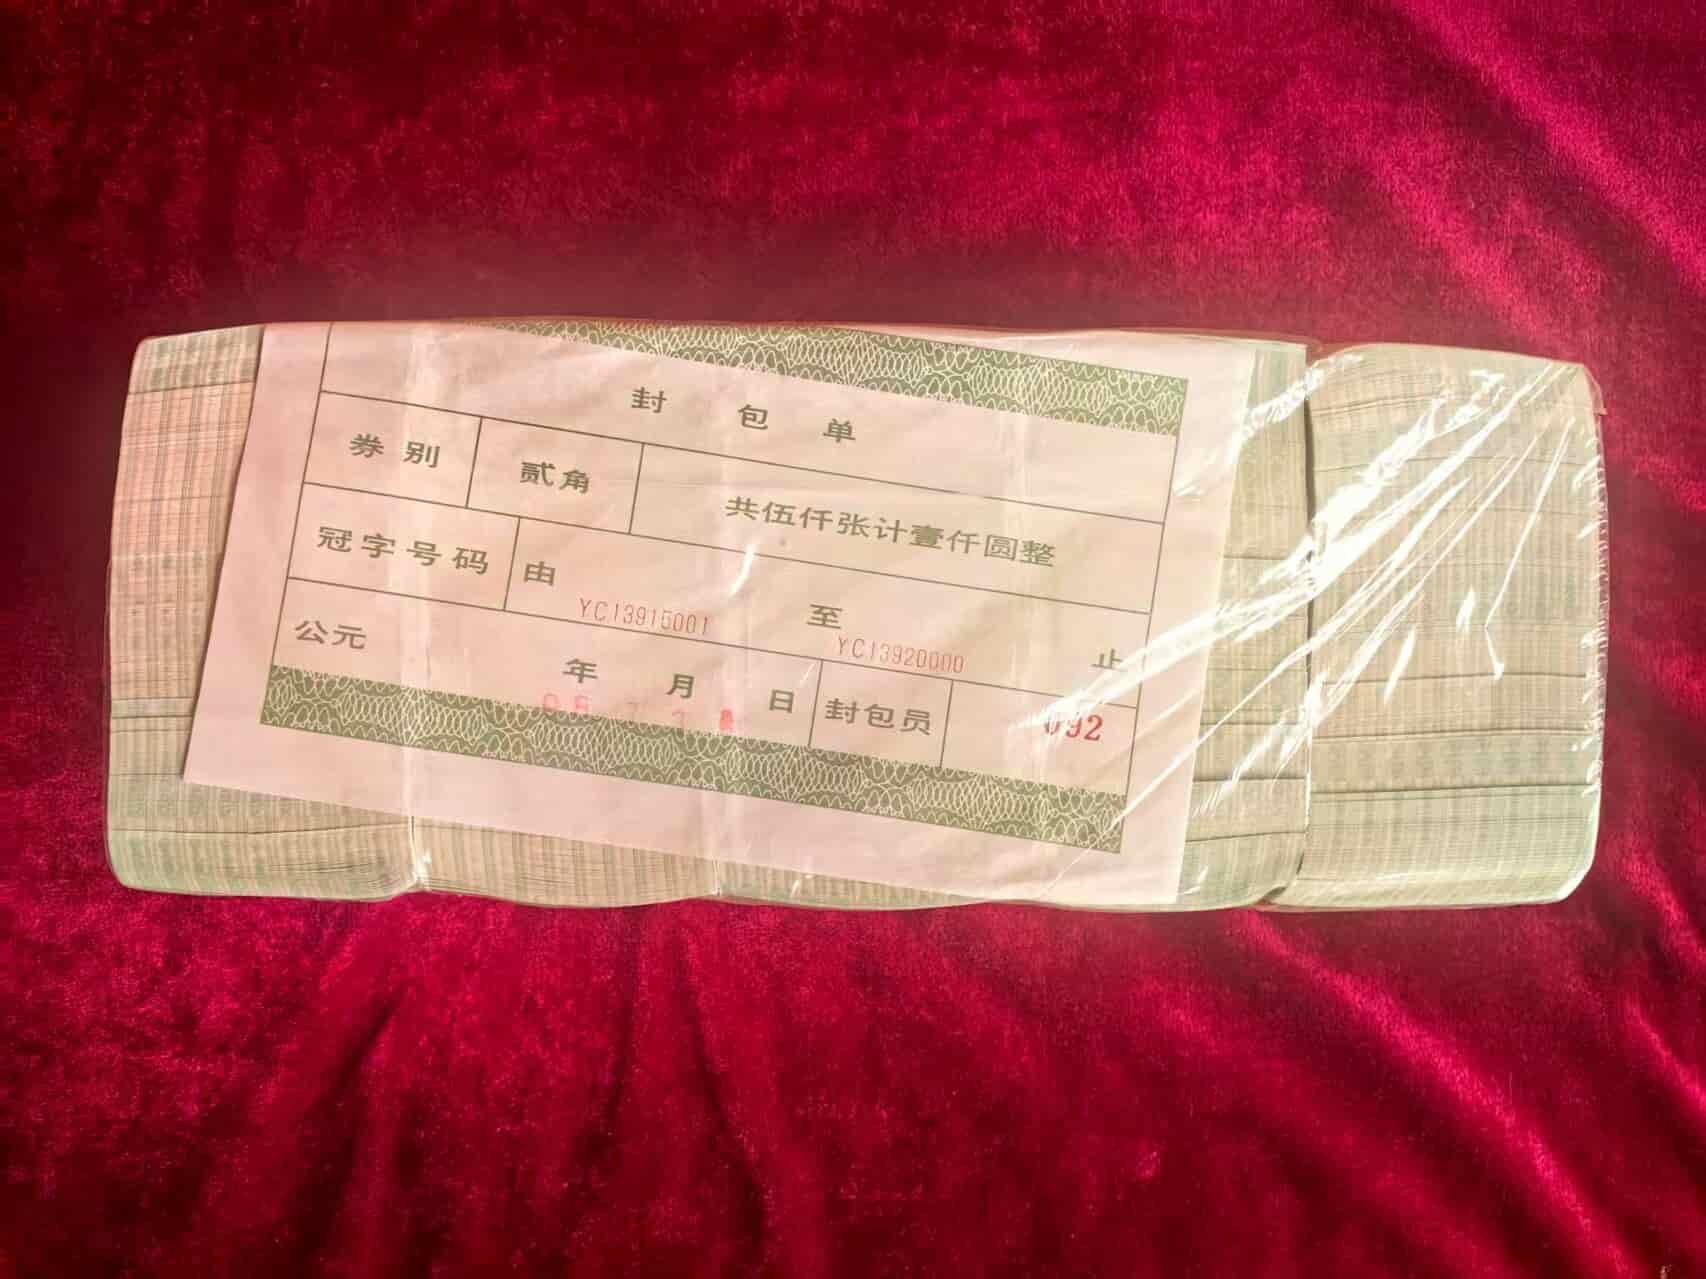 封包单
券别 贰角 共伍仟张计壹仟圆整
冠字号码 由 YC13915001 至 YC13920000 止
公元 年 月 日 封包员 092